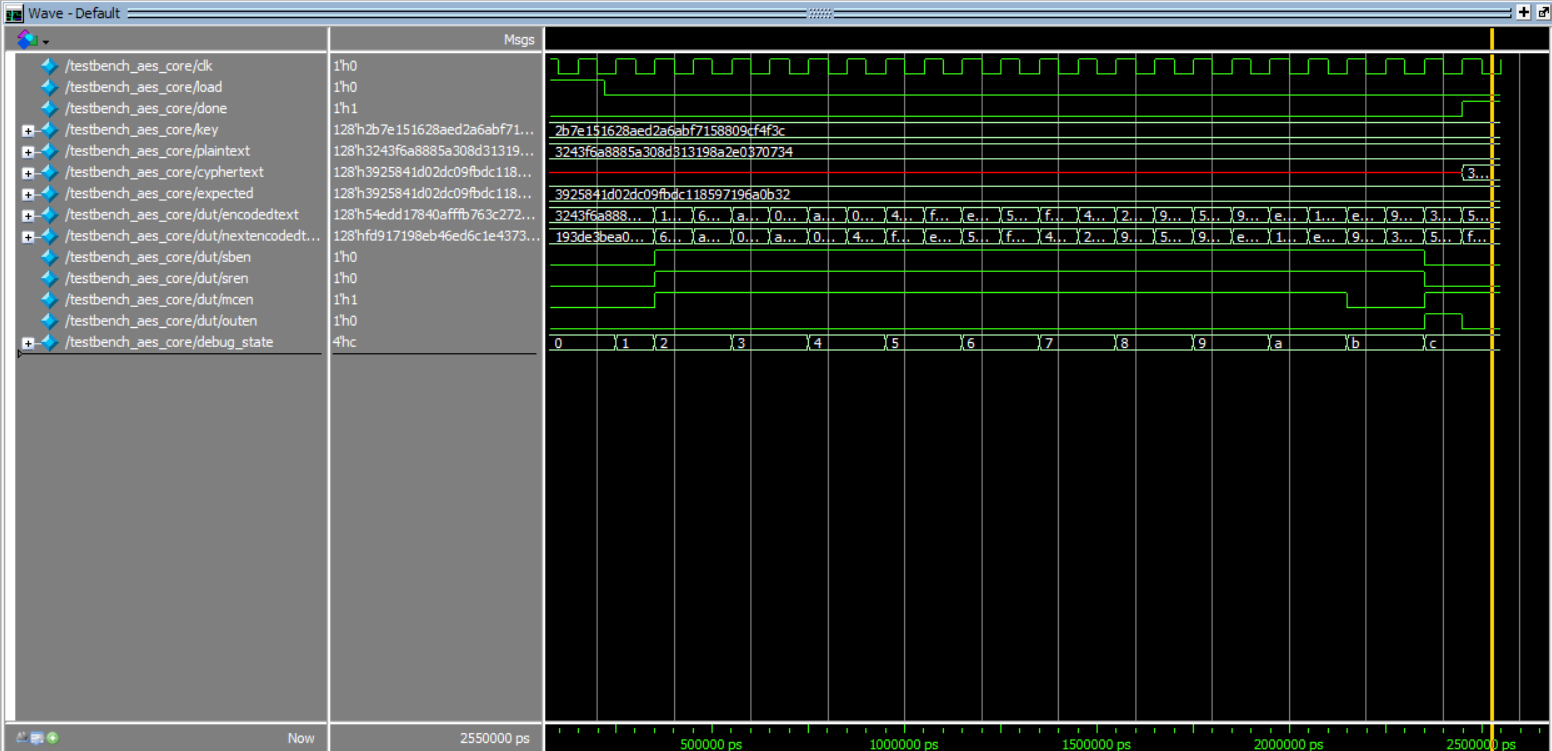 Wave - Default
Msgs
/testbench_aes_core/clk 1'h0
/testbench_aes_core/load 1'h0
/testbench_aes_core/done 1'h1
/testbench_aes_core/key 128'h2b7e151628aed2a6abf71... 2b7e151628aed2a6abf7158809cf4f3c
/testbench_aes_core/plaintext 128'h3243f6a8885a308d31319... 3243f6a8885a308d313198a2e0370734
/testbench_aes_core/cyphertext 128'h3925841d02dc09fbdc118... 3...
/testbench_aes_core/expected 128'h3925841d02dc09fbdc118... 3925841d02dc09fbdc118597196a0b32
/testbench_aes_core/dut/encodedtext 128'h54edd17840afffb763c272... 3243f6a888... 1... 6... a... 0... a... 0... 4... f... e... 5... f... 4... 2... 9... 5... 9... e... 1... e... 9... 3... 5...
/testbench_aes_core/dut/nextencodedt... 128'hfd917198eb46ed6c1e4373... 193de3bea0... 6... a... 0... a... 0... 4... f... e... 5... f... 4... 2... 9... 5... 9... e... 1... e... 9... 3... 5... f...
/testbench_aes_core/dut/sben 1'h0
/testbench_aes_core/dut/sren 1'h0
/testbench_aes_core/dut/mcen 1'h1
/testbench_aes_core/dut/outen 1'h0
/testbench_aes_core/debug_state 4'hc 0 1 2 3 4 5 6 7 8 9 a b c
Now 2550000 ps 500000 ps 1000000 ps 1500000 ps 2000000 ps 2500000 ps